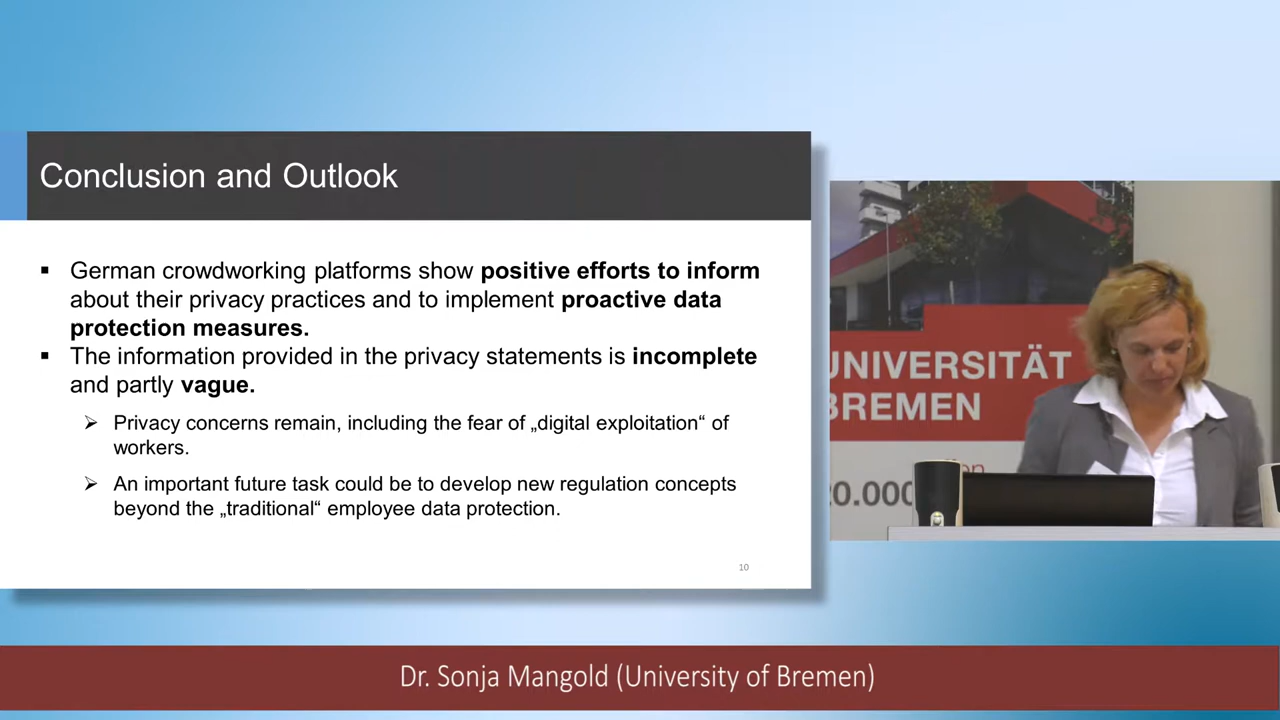 Conclusion and Outlook
▪ German crowdworking platforms show positive efforts to inform
about their privacy practices and to implement proactive data
protection measures.
▪ The information provided in the privacy statements is incomplete
and partly vague.
➢ Privacy concerns remain, including the fear of „digital exploitation“ of
workers.
➢ An important future task could be to develop new regulation concepts
beyond the „traditional“ employee data protection.
10
UNIVERSITÄT
BREMEN
20.000
Dr. Sonja Mangold (University of Bremen)